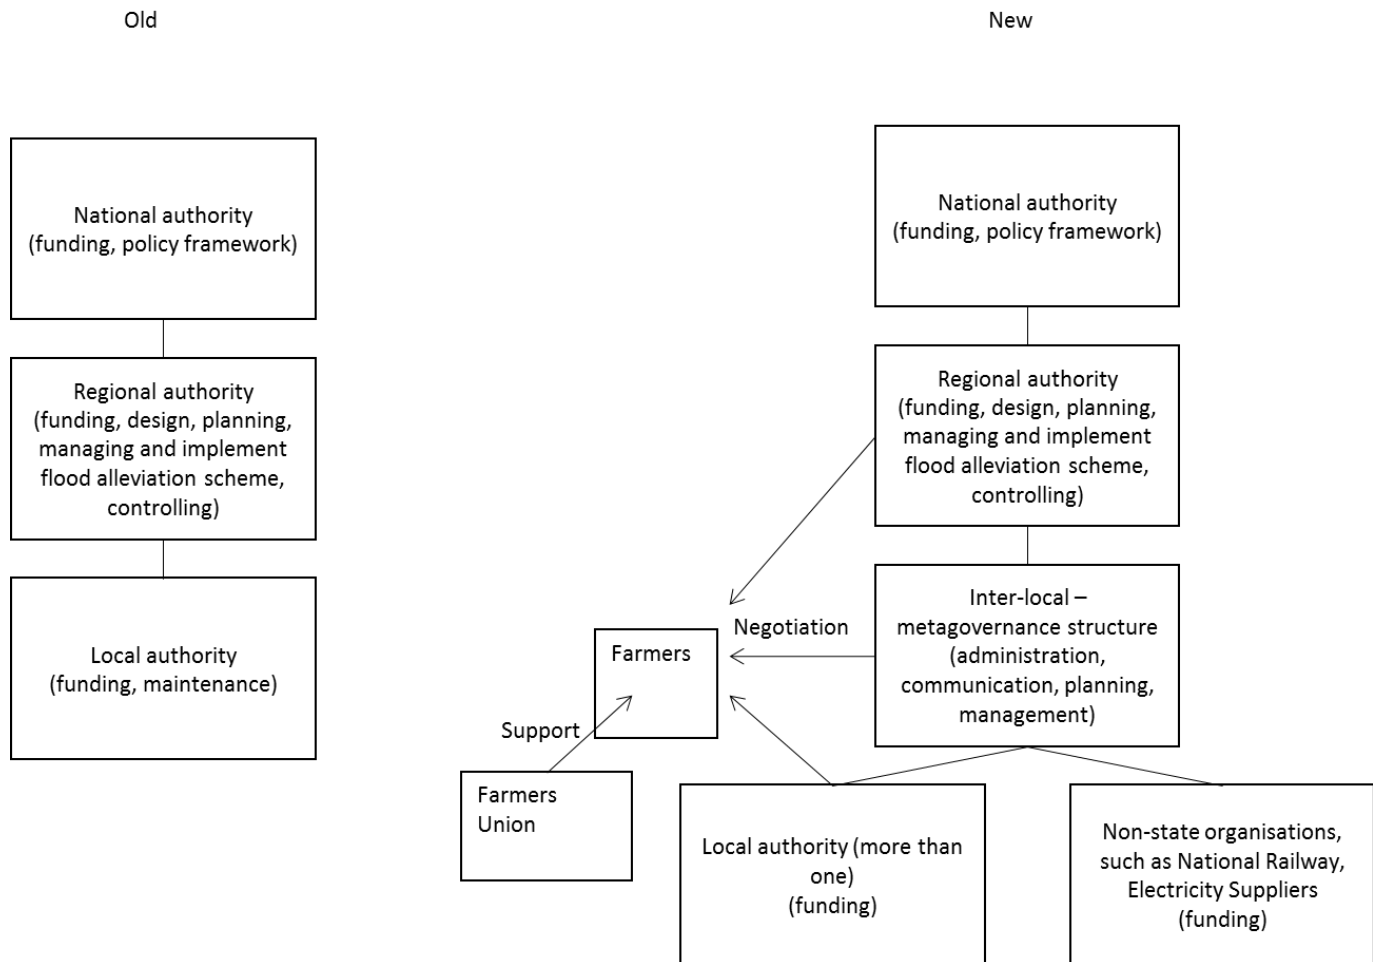 Old
New
National authority
(funding, policy framework)
Regional authority
(funding, design, planning,
managing and implement
flood alleviation scheme,
controlling)
Local authority
(funding, maintenance)
National authority
(funding, policy framework)
Regional authority
(funding, design, planning,
managing and implement
flood alleviation scheme,
controlling)
Inter-local –
metagovernance structure
(administration,
communication, planning,
management)
Negotiation
Farmers
Support
Farmers
Union
Local authority (more than
one)
(funding)
Non-state organisations,
such as National Railway,
Electricity Suppliers
(funding)